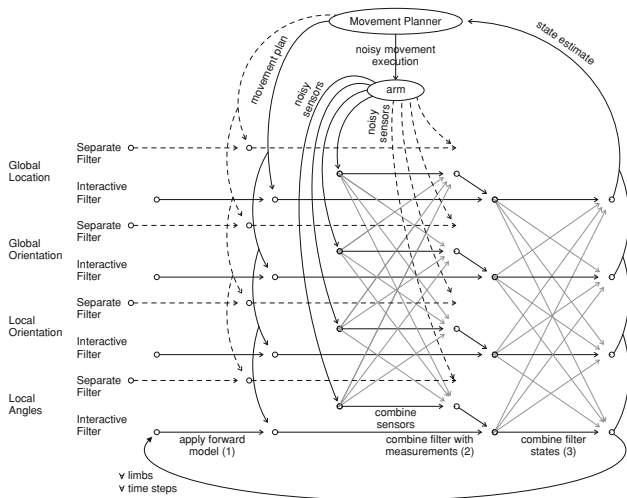 Movement Planner
state estimate
noisy movement
execution
movement plan
arm
noisy
sensors
noisy
sensors
Global
Location
Separate
Filter
Interactive
Filter
Global
Orientation
Separate
Filter
Interactive
Filter
Local
Orientation
Separate
Filter
Interactive
Filter
Local
Angles
Separate
Filter
Interactive
Filter
combine
sensors
apply forward
model (1)
combine filter with
measurements (2)
combine filter
states (3)
∀ limbs
∀ time steps